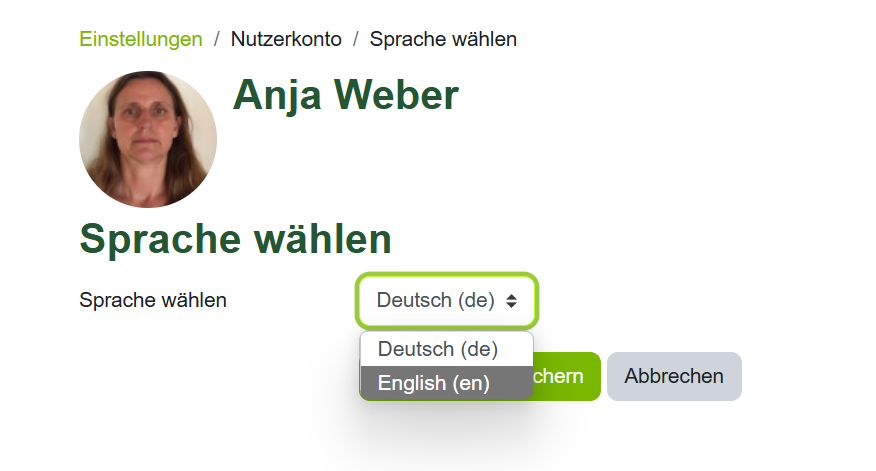 Einstellungen / Nutzerkonto / Sprache wählen
Anja Weber
Sprache wählen
Sprache wählen Deutsch (de)
Deutsch (de)
English (en)
chern Abbrechen